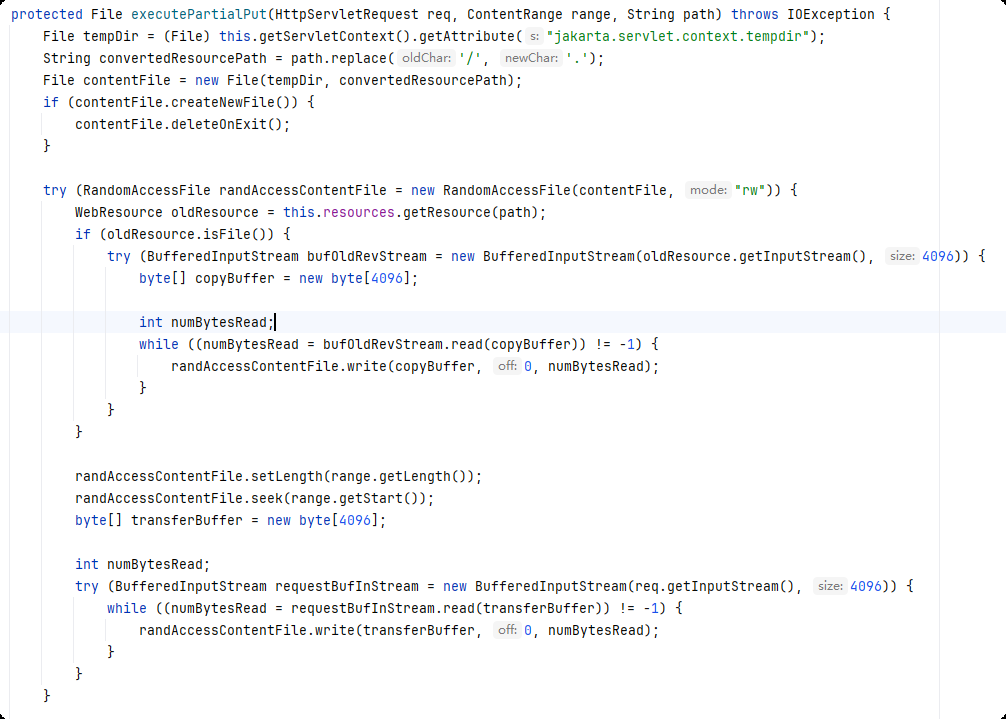 protected File executePartialPut(HttpServletRequest req, ContentRange range, String path) throws IOException {
    File tempDir = (File) this.getServletContext().getAttribute( s: "jakarta.servlet.context.tempdir");
    String convertedResourcePath = path.replace( oldChar: '/', newChar: '.');
    File contentFile = new File(tempDir, convertedResourcePath);
    if (contentFile.createNewFile()) {
        contentFile.deleteOnExit();
    }

    try (RandomAccessFile randAccessContentFile = new RandomAccessFile(contentFile, mode: "rw")) {
        WebResource oldResource = this.resources.getResource(path);
        if (oldResource.isFile()) {
            try (BufferedInputStream bufOldRevStream = new BufferedInputStream(oldResource.getInputStream(), size: 4096)) {
                byte[] copyBuffer = new byte[4096];

                int numBytesRead;
                while ((numBytesRead = bufOldRevStream.read(copyBuffer)) != -1) {
                    randAccessContentFile.write(copyBuffer, off: 0, numBytesRead);
                }
            }
        }

        randAccessContentFile.setLength(range.getLength());
        randAccessContentFile.seek(range.getStart());
        byte[] transferBuffer = new byte[4096];

        int numBytesRead;
        try (BufferedInputStream requestBufInStream = new BufferedInputStream(req.getInputStream(), size: 4096)) {
            while ((numBytesRead = requestBufInStream.read(transferBuffer)) != -1) {
                randAccessContentFile.write(transferBuffer, off: 0, numBytesRead);
            }
        }
    }